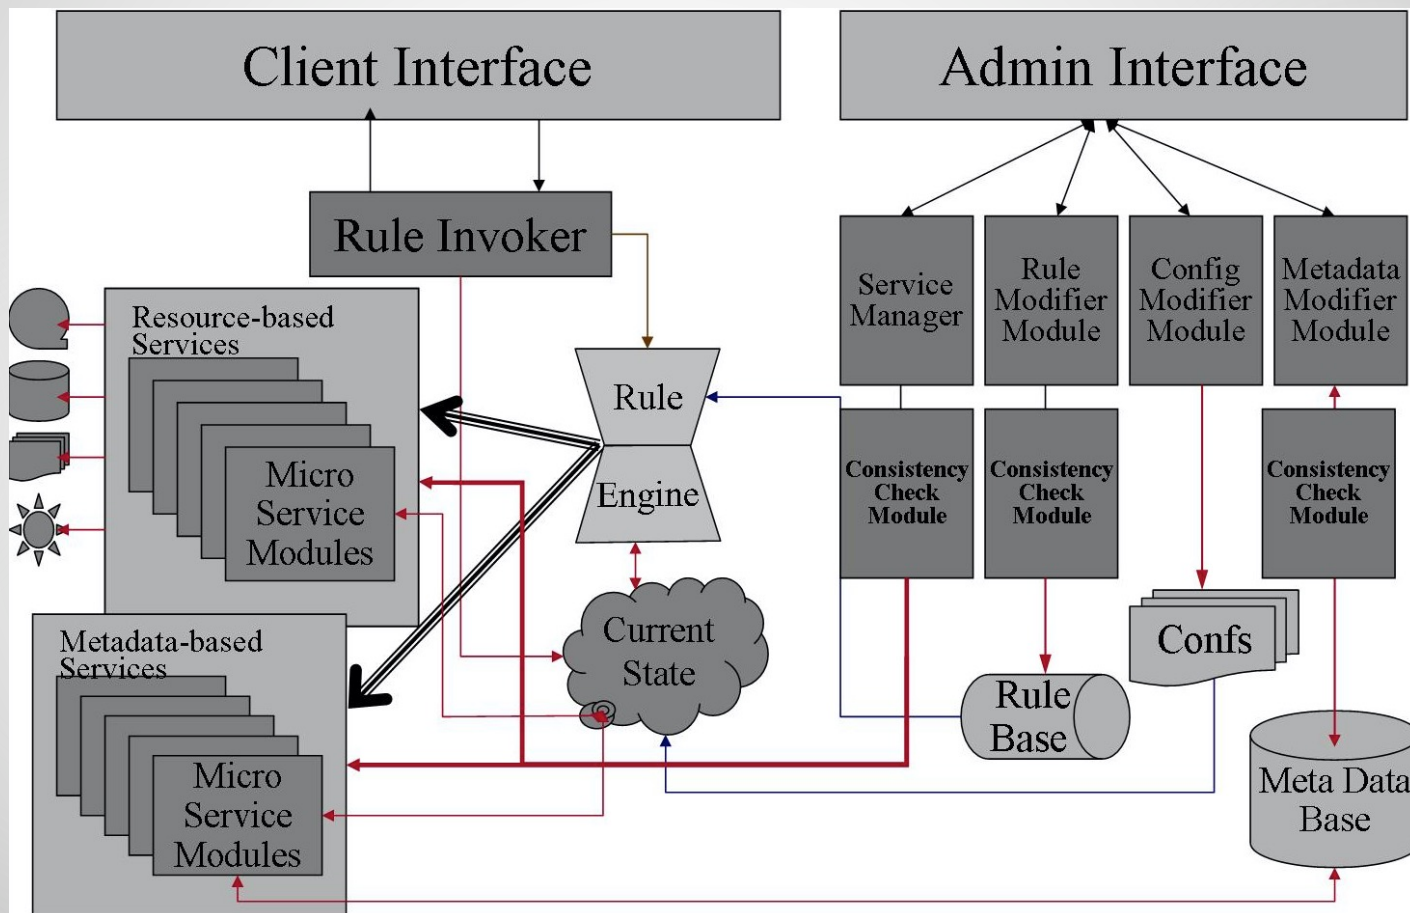 Client Interface
Admin Interface
Rule Invoker
Service
Manager
Rule
Modifier
Module
Config
Modifier
Module
Metadata
Modifier
Module
Resource-based
Services
Micro
Service
Modules
Rule
Engine
Consistency
Check
Module
Consistency
Check
Module
Consistency
Check
Module
Current
State
Confs
Rule
Base
Metadata-based
Services
Micro
Service
Modules
Meta Data
Base